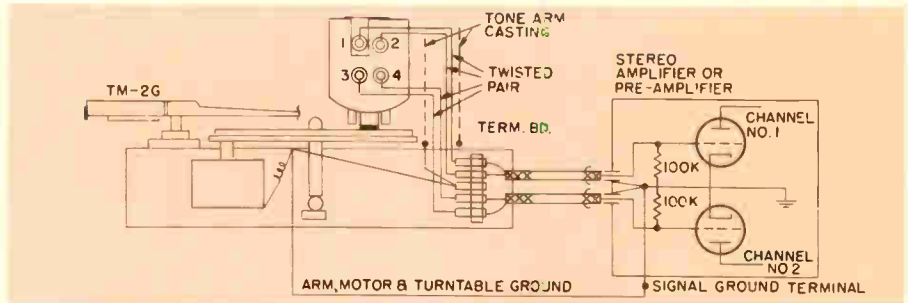 TONE ARM
CASTING
1
2
3
4
TWISTED
PAIR
TM-2G
TERM. BD.
STEREO
AMPLIFIER OR
PRE-AMPLIFIER
CHANNEL
NO. 1
100K
100K
CHANNEL
NO 2
ARM, MOTOR & TURNTABLE GROUND
SIGNAL GROUND TERMINAL